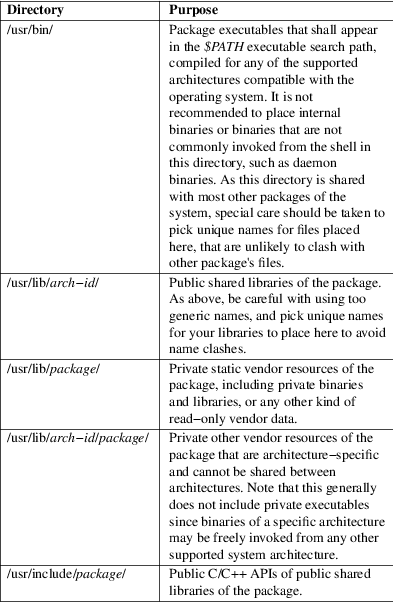 Directory Purpose
/usr/bin/ Package executables that shall appear
in the $PATH executable search path,
compiled for any of the supported
architectures compatible with the
operating system. It is not
recommended to place internal
binaries or binaries that are not
commonly invoked from the shell in
this directory, such as daemon
binaries. As this directory is shared
with most other packages of the
system, special care should be taken to
pick unique names for files placed
here, that are unlikely to clash with
other package's files.
/usr/lib/arch−id/ Public shared libraries of the package.
As above, be careful with using too
generic names, and pick unique names
for your libraries to place here to avoid
name clashes.
/usr/lib/package/ Private static vendor resources of the
package, including private binaries
and libraries, or any other kind of
read−only vendor data.
/usr/lib/arch−id/package/ Private other vendor resources of the
package that are architecture−specific
and cannot be shared between
architectures. Note that this generally
does not include private executables
since binaries of a specific architecture
may be freely invoked from any other
supported system architecture.
/usr/include/package/ Public C/C++ APIs of public shared
libraries of the package.